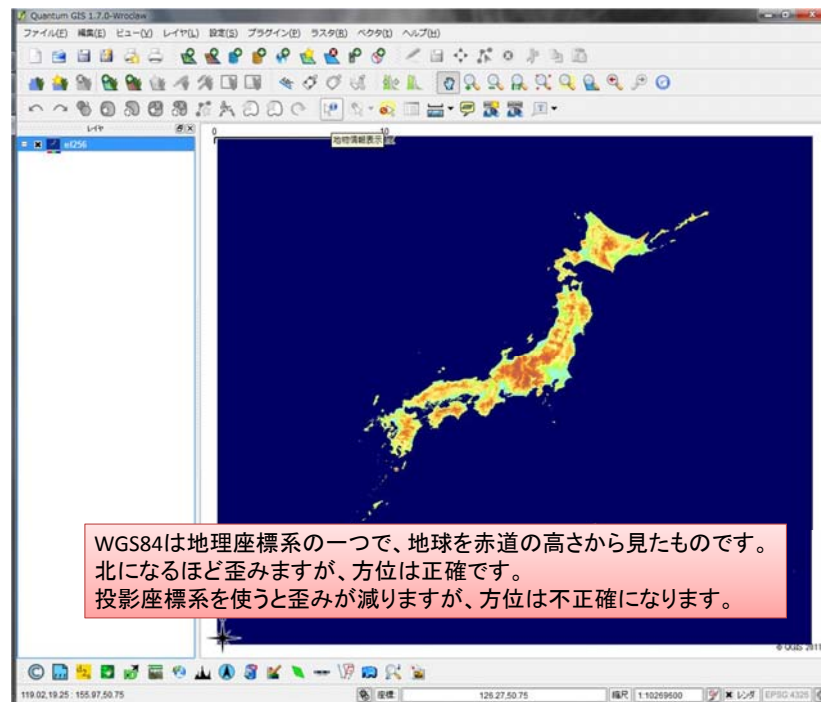 Quantum GIS 1.7.0-Wroclaw
ファイル(F) 編集(E) ビュー(V) レイヤ(L) 設定(S) プラグイン(P) ラスタ(R) ベクタ(t) ヘルプ(H)
レイヤ
el256
0 10
地物情報表示
WGS84は地理座標系の一つで、地球を赤道の高さから見たものです。
北になるほど歪みますが、方位は正確です。
投影座標系を使うと歪みが減りますが、方位は不正確になります。
© QGIS 2011
119.02,19.25 : 155.97,50.75 座標: 126.27,50.75 縮尺 1:10269600 レンダ EPSG:4326